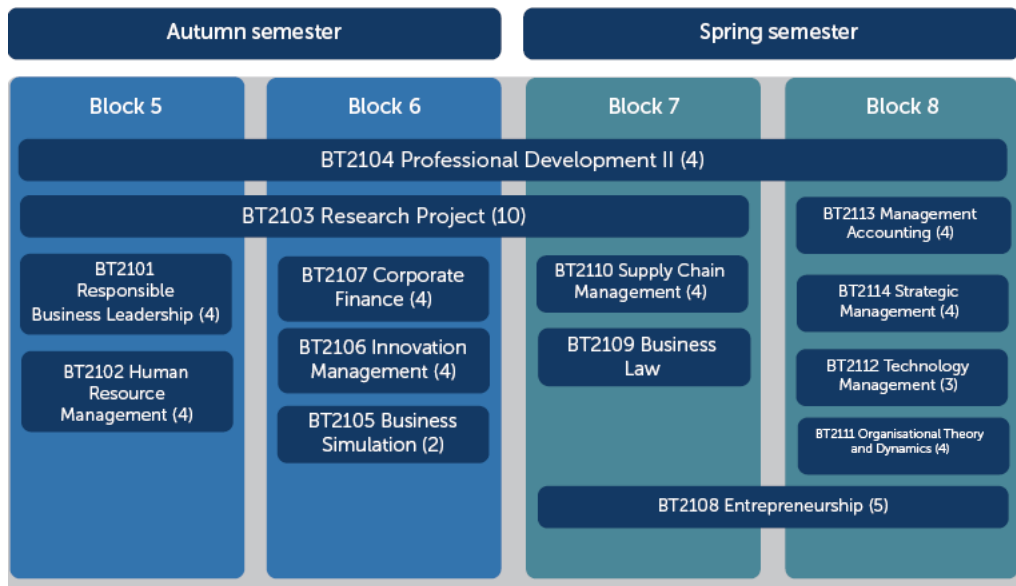 Autumn semester
Spring semester
Block 5
Block 6
Block 7
Block 8
BT2104 Professional Development II (4)
BT2103 Research Project (10)
BT2101
Responsible
Business Leadership (4)
BT2102 Human
Resource
Management (4)
BT2107 Corporate
Finance (4)
BT2106 Innovation
Management (4)
BT2105 Business
Simulation (2)
BT2110 Supply Chain
Management (4)
BT2109 Business
Law
BT2113 Management
Accounting (4)
BT2114 Strategic
Management (4)
BT2112 Technology
Management (3)
BT2111 Organisational Theory
and Dynamics (4)
BT2108 Entrepreneurship (5)